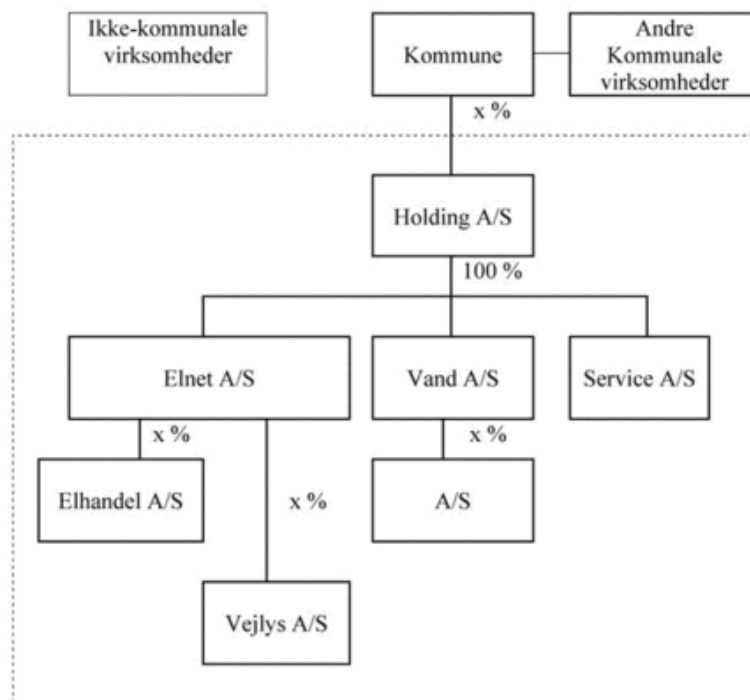 Ikke-kommunale
virksomheder
Kommune
Andre
Kommunale
virksomheder
x %
Holding A/S
100 %
Elnet A/S
Vand A/S
Service A/S
x %
x %
Elhandel A/S
x %
A/S
Vejlys A/S